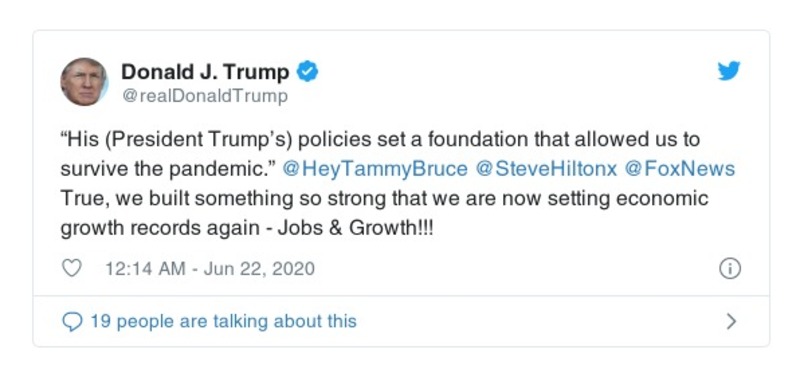 Donald J. Trump
@realDonaldTrump
“His (President Trump’s) policies set a foundation that allowed us to
survive the pandemic.” @HeyTammyBruce @SteveHiltonx @FoxNews
True, we built something so strong that we are now setting economic
growth records again - Jobs & Growth!!!
12:14 AM - Jun 22, 2020
19 people are talking about this